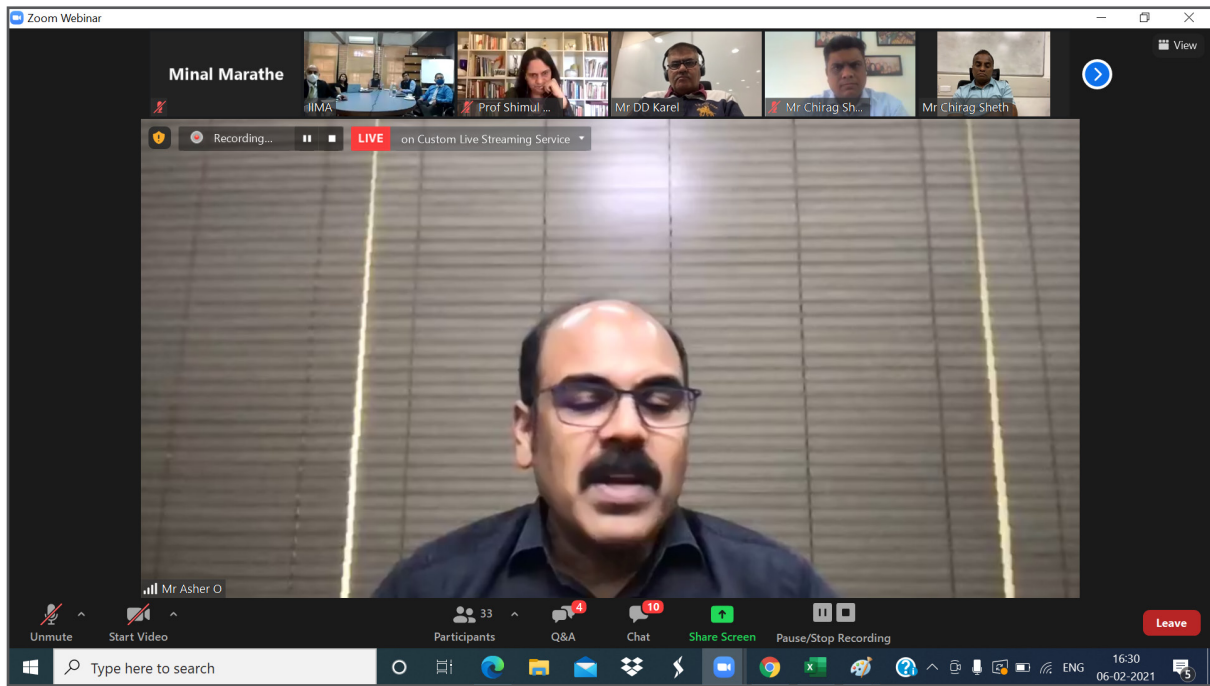 Zoom Webinar
View
Minal Marathe
IIMA
Prof Shimul ...
Mr DD Karel
Mr Chirag Sh...
Mr Chirag Sheth
Recording...
LIVE
on Custom Live Streaming Service
Mr Asher O
33
4
10
Unmute
Start Video
Participants
Q&A
Chat
Share Screen
Pause/Stop Recording
Leave
Type here to search
ENG
16:30
06-02-2021
5